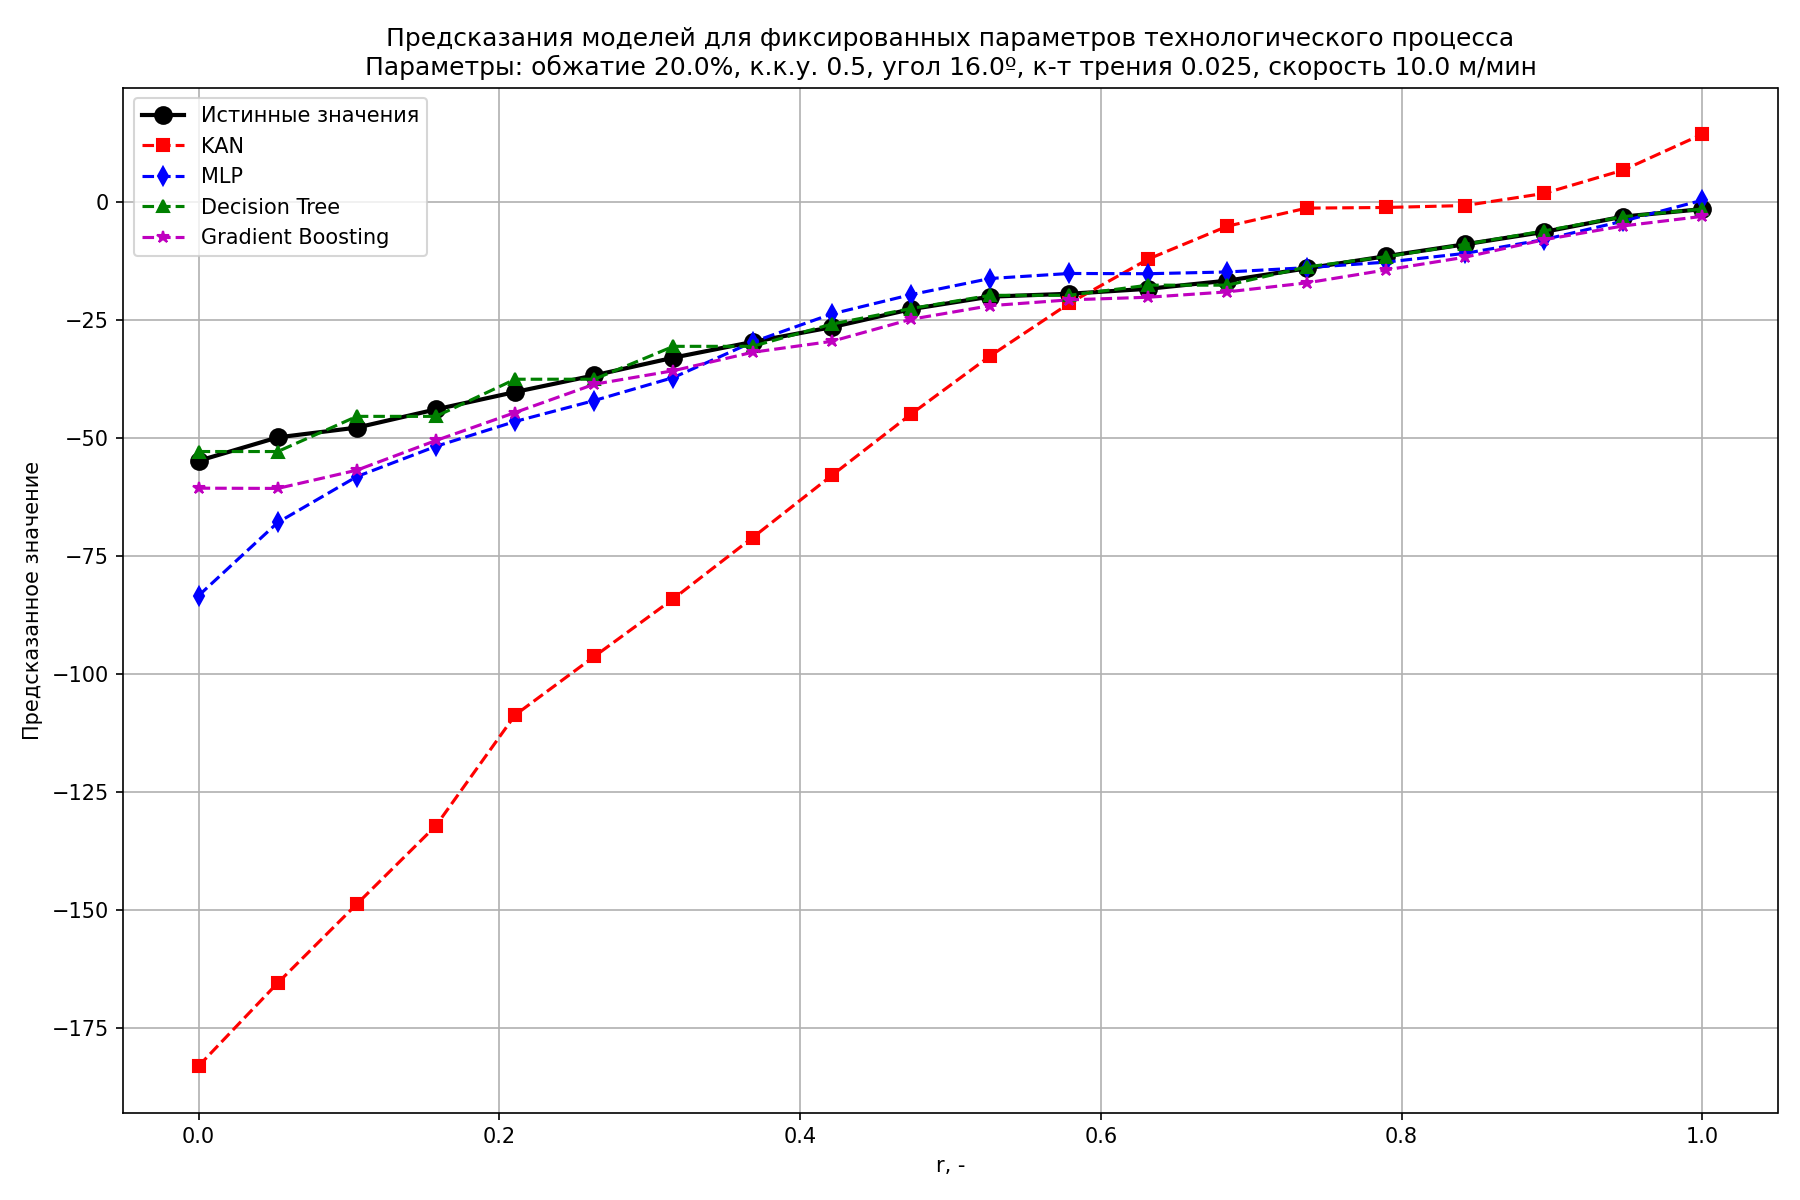 Предсказания моделей для фиксированных параметров технологического процесса
Параметры: обжатие 20.0%, к.к.у. 0.5, угол 16.0º, к-т трения 0.025, скорость 10.0 м/мин
Истинные значения
KAN
MLP
Decision Tree
Gradient Boosting
Предсказанное значение
0
−25
−50
−75
−100
−125
−150
−175
0.0 0.2 0.4 0.6 0.8 1.0
r, -